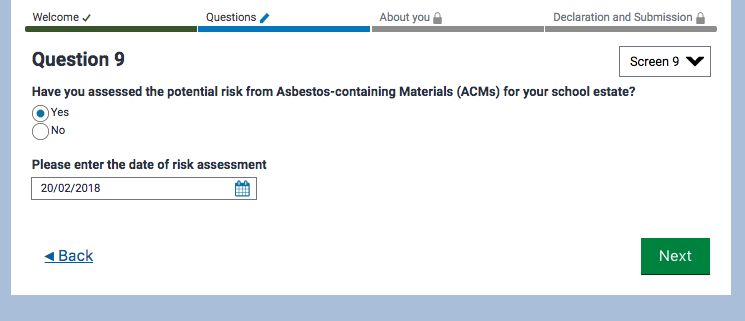 Welcome
Questions
About you
Declaration and Submission
Question 9
Screen 9
Have you assessed the potential risk from Asbestos-containing Materials (ACMs) for your school estate?
Yes
No
Please enter the date of risk assessment
20/02/2018
Back
Next